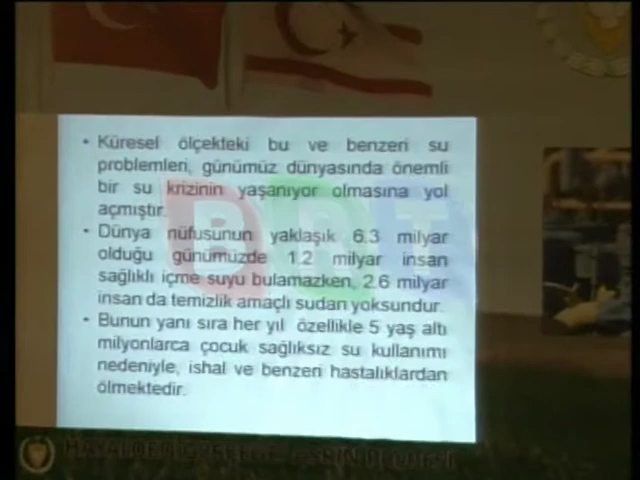 • Küresel ölçekteki bu ve benzeri su
problemleri, günümüz dünyasında önemli
bir su krizinin yaşanıyor olmasına yol
açmıştır.
• Dünya nüfusunun yaklaşık 6.3 milyar
olduğu günümüzde 1.2 milyar insan
sağlıklı içme suyu bulamazken, 2.6 milyar
insan da temizlik amaçlı sudan yoksundur.
• Bunun yanı sıra her yıl özellikle 5 yaş altı
milyonlarca çocuk sağlıksız su kullanımı
nedeniyle, ishal ve benzeri hastalıklardan
ölmektedir.
BRT